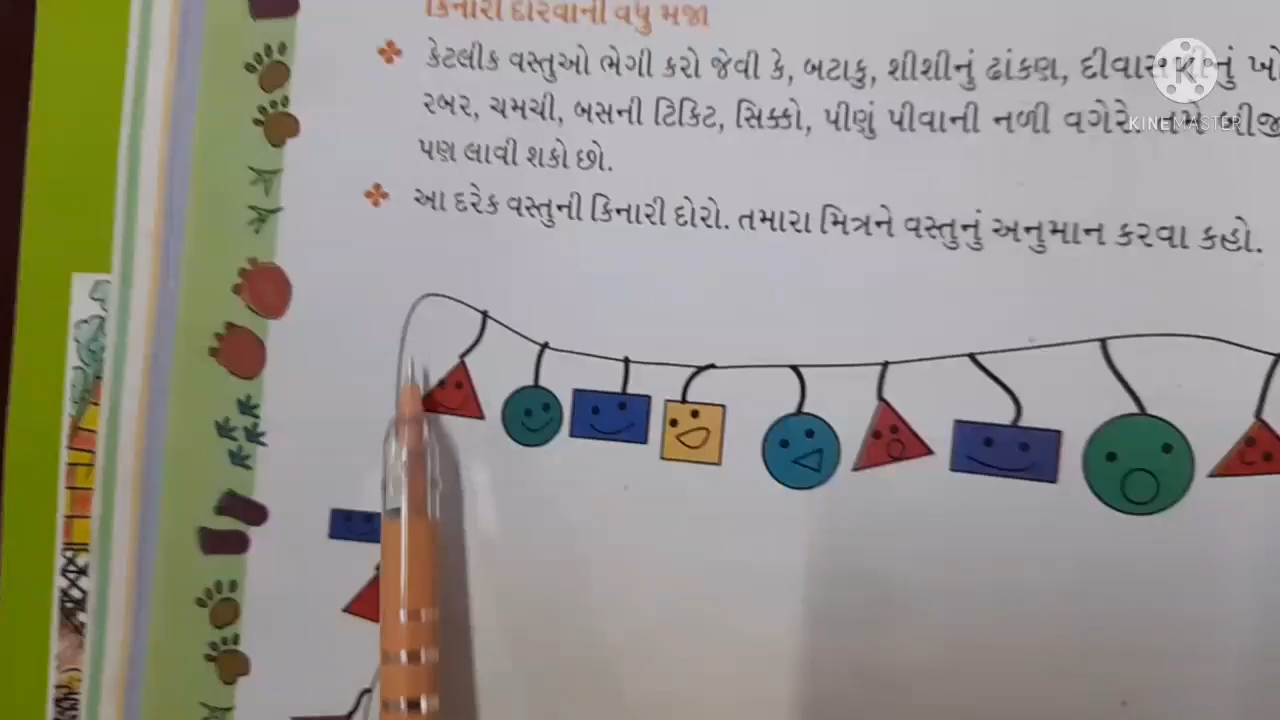 કિનારી દોરવાની વધુ મજા
કેટલીક વસ્તુઓ ભેગી કરો જેવી કે, બટાકુ, શીશીનું ઢાંકણ,
રબર, ચમચી, બસની ટિકિટ, સિક્કો, પીણું પીવાની નળી વગેરે
પણ લાવી શકો છો.
આ દરેક વસ્તુની કિનારી દોરો. તમારા મિત્રને વસ્તુનું અનુમાન કરવા કહો.
K
KINEMASTER